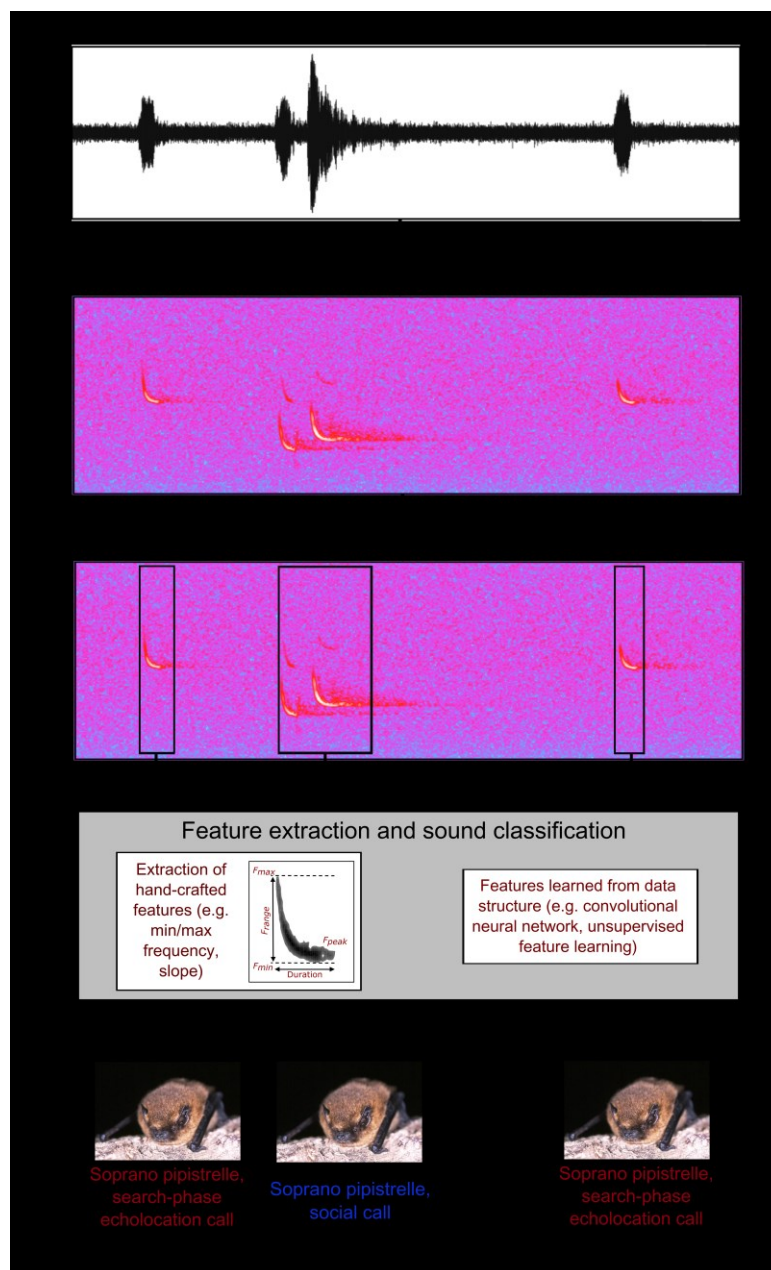 Feature extraction and sound classification
Extraction of
hand-crafted
features (e.g.
min/max
frequency,
slope)
Fmax
Frange
Fpeak
Fmin
Duration
Features learned from data
structure (e.g. convolutional
neural network, unsupervised
feature learning)
Soprano pipistrelle,
search-phase
echolocation call
Soprano pipistrelle,
social call
Soprano pipistrelle,
search-phase
echolocation call